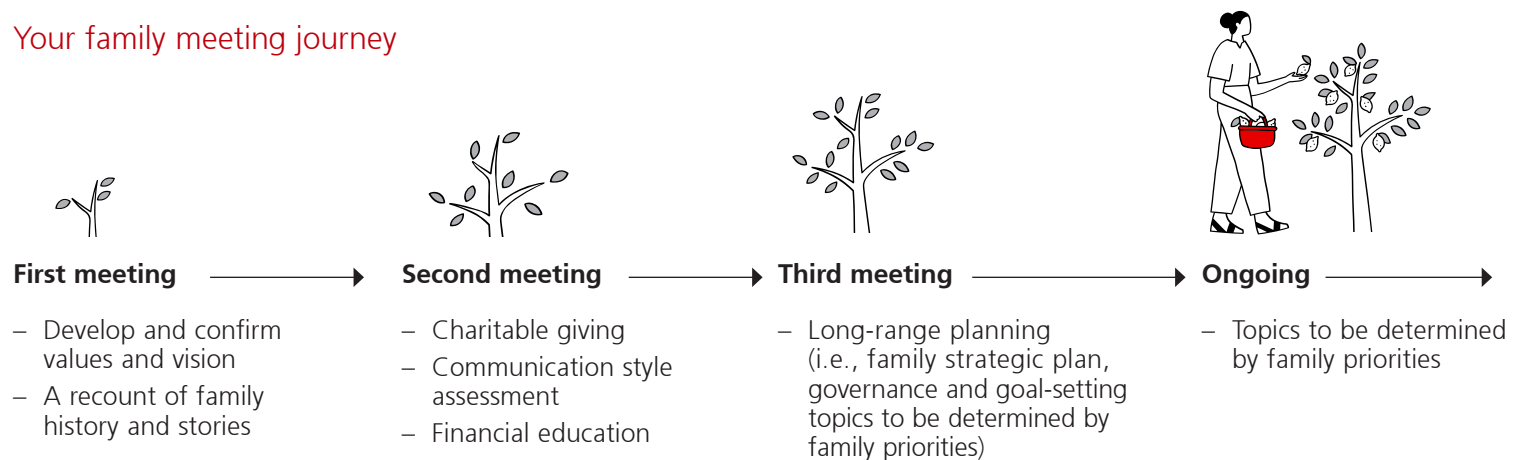 Your family meeting journey
First meeting
– Develop and confirm
values and vision
– A recount of family
history and stories
Second meeting
– Charitable giving
– Communication style
assessment
– Financial education
Third meeting
– Long-range planning
(i.e., family strategic plan,
governance and goal-setting
topics to be determined by
family priorities)
Ongoing
– Topics to be determined
by family priorities